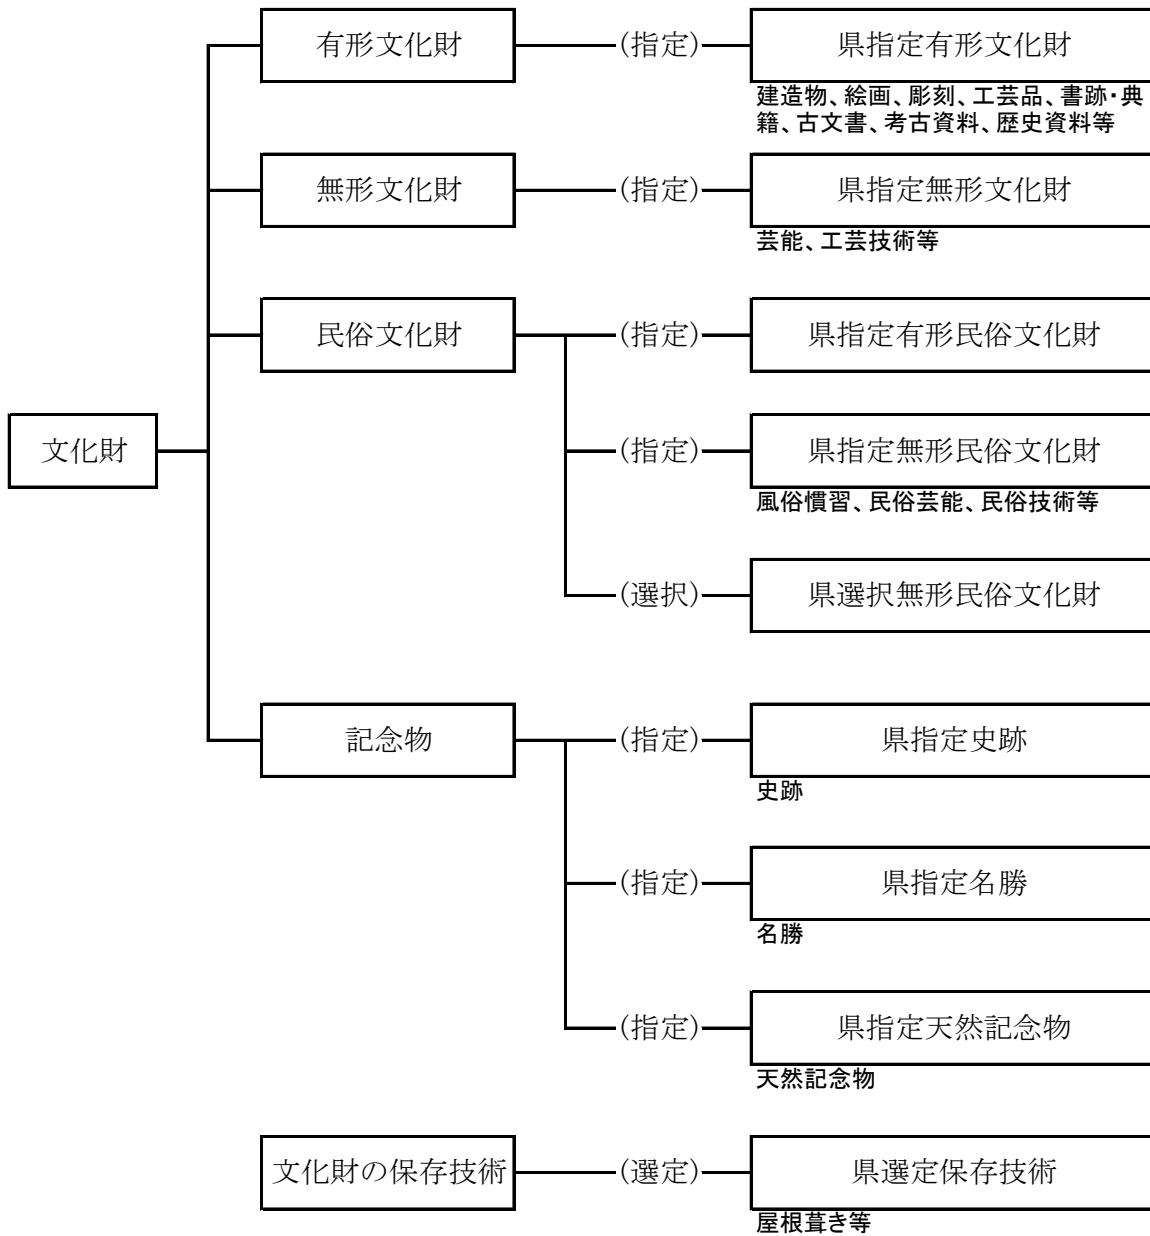 有形文化財
(指定)
県指定有形文化財
建造物、絵画、彫刻、工芸品、書跡・典
籍、古文書、考古資料、歴史資料等
無形文化財
(指定)
県指定無形文化財
芸能、工芸技術等
民俗文化財
(指定)
県指定有形民俗文化財
文化財
(指定)
県指定無形民俗文化財
風俗慣習、民俗芸能、民俗技術等
(選択)
県選択無形民俗文化財
記念物
(指定)
県指定史跡
史跡
(指定)
県指定名勝
名勝
(指定)
県指定天然記念物
天然記念物
文化財の保存技術
(選定)
県選定保存技術
屋根葺き等